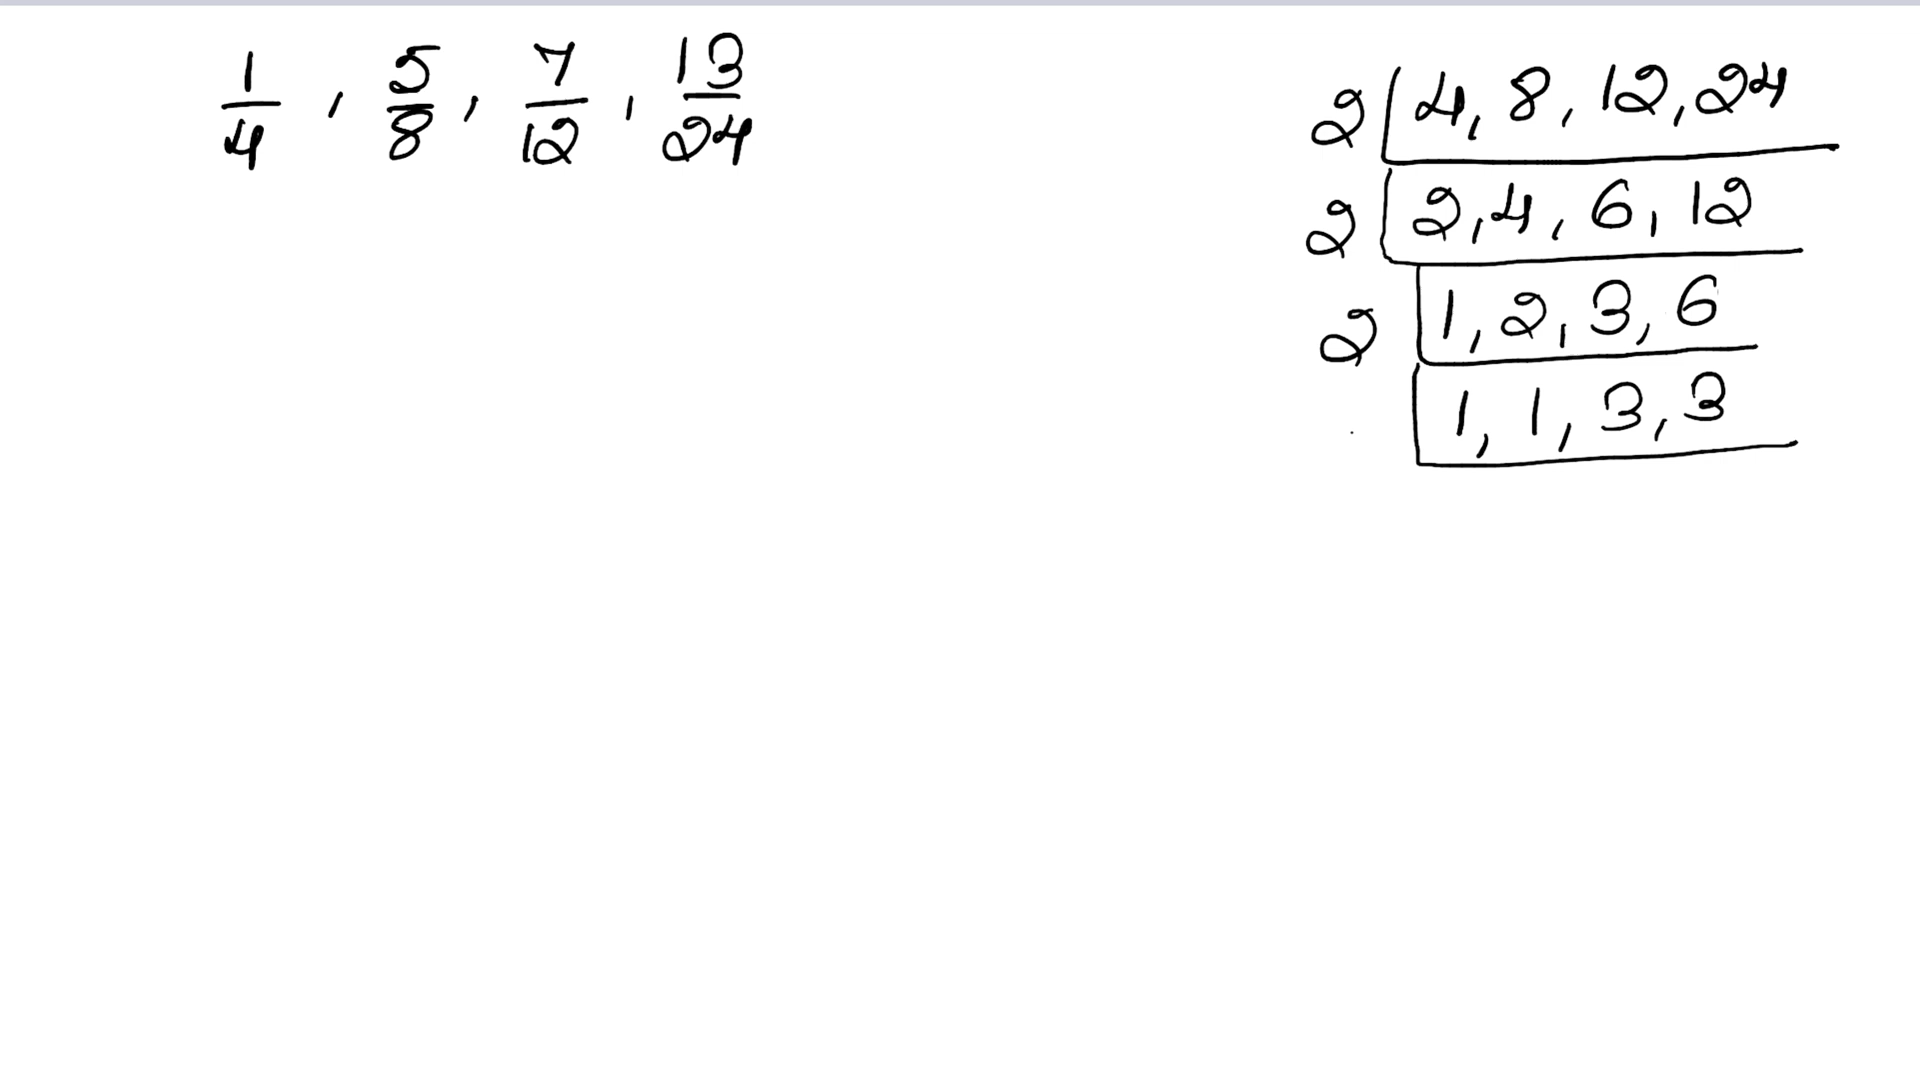 1/4 , 5/8 , 7/12 , 13/24
2 | 4, 8, 12, 24
2 | 2, 4, 6, 12
2 | 1, 2, 3, 6
1, 1, 3, 3